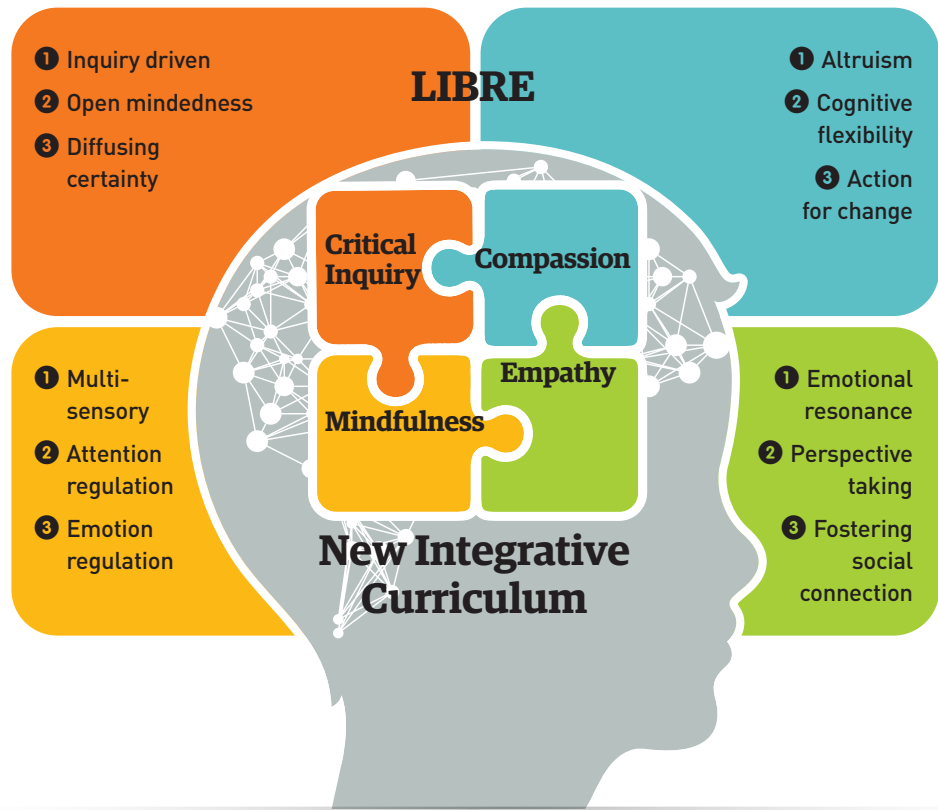 LIBRE
❶ Inquiry driven
❷ Open mindedness
❸ Diffusing
certainty
❶ Altruism
❷ Cognitive
flexibility
❸ Action
for change
Critical
Inquiry
Compassion
Mindfulness
Empathy
❶ Multi-
sensory
❷ Attention
regulation
❸ Emotion
regulation
❶ Emotional
resonance
❷ Perspective
taking
❸ Fostering
social
connection
New Integrative
Curriculum